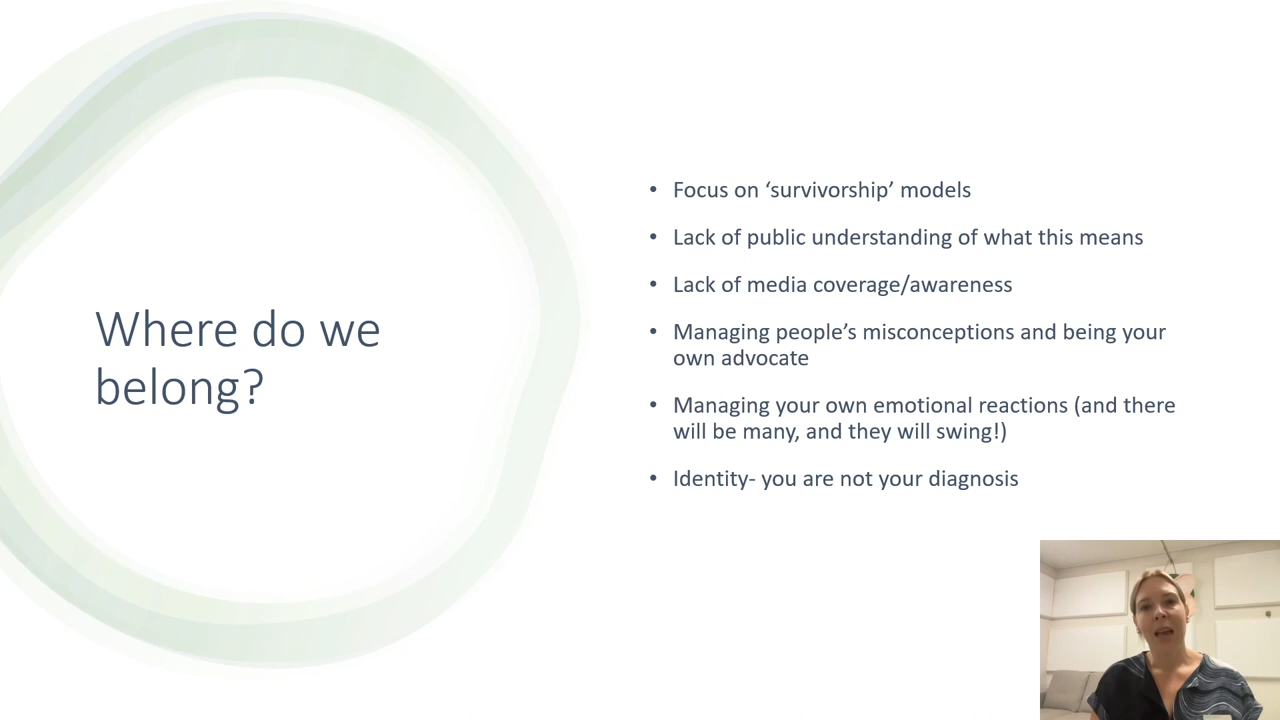 Where do we
belong?
• Focus on ‘survivorship’ models
• Lack of public understanding of what this means
• Lack of media coverage/awareness
• Managing people’s misconceptions and being your
own advocate
• Managing your own emotional reactions (and there
will be many, and they will swing!)
• Identity- you are not your diagnosis